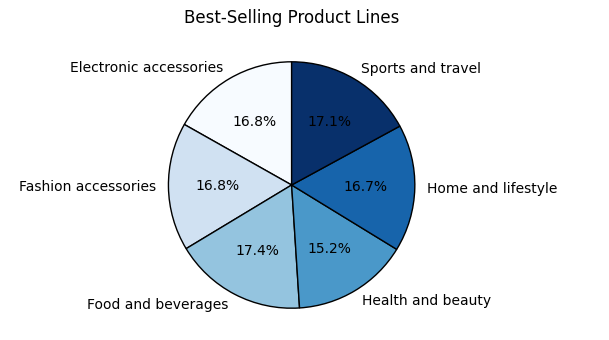 Best-Selling Product Lines
Electronic accessories
Sports and travel
16.8%
17.1%
Fashion accessories
16.8%
16.7%
Home and lifestyle
17.4%
15.2%
Food and beverages
Health and beauty